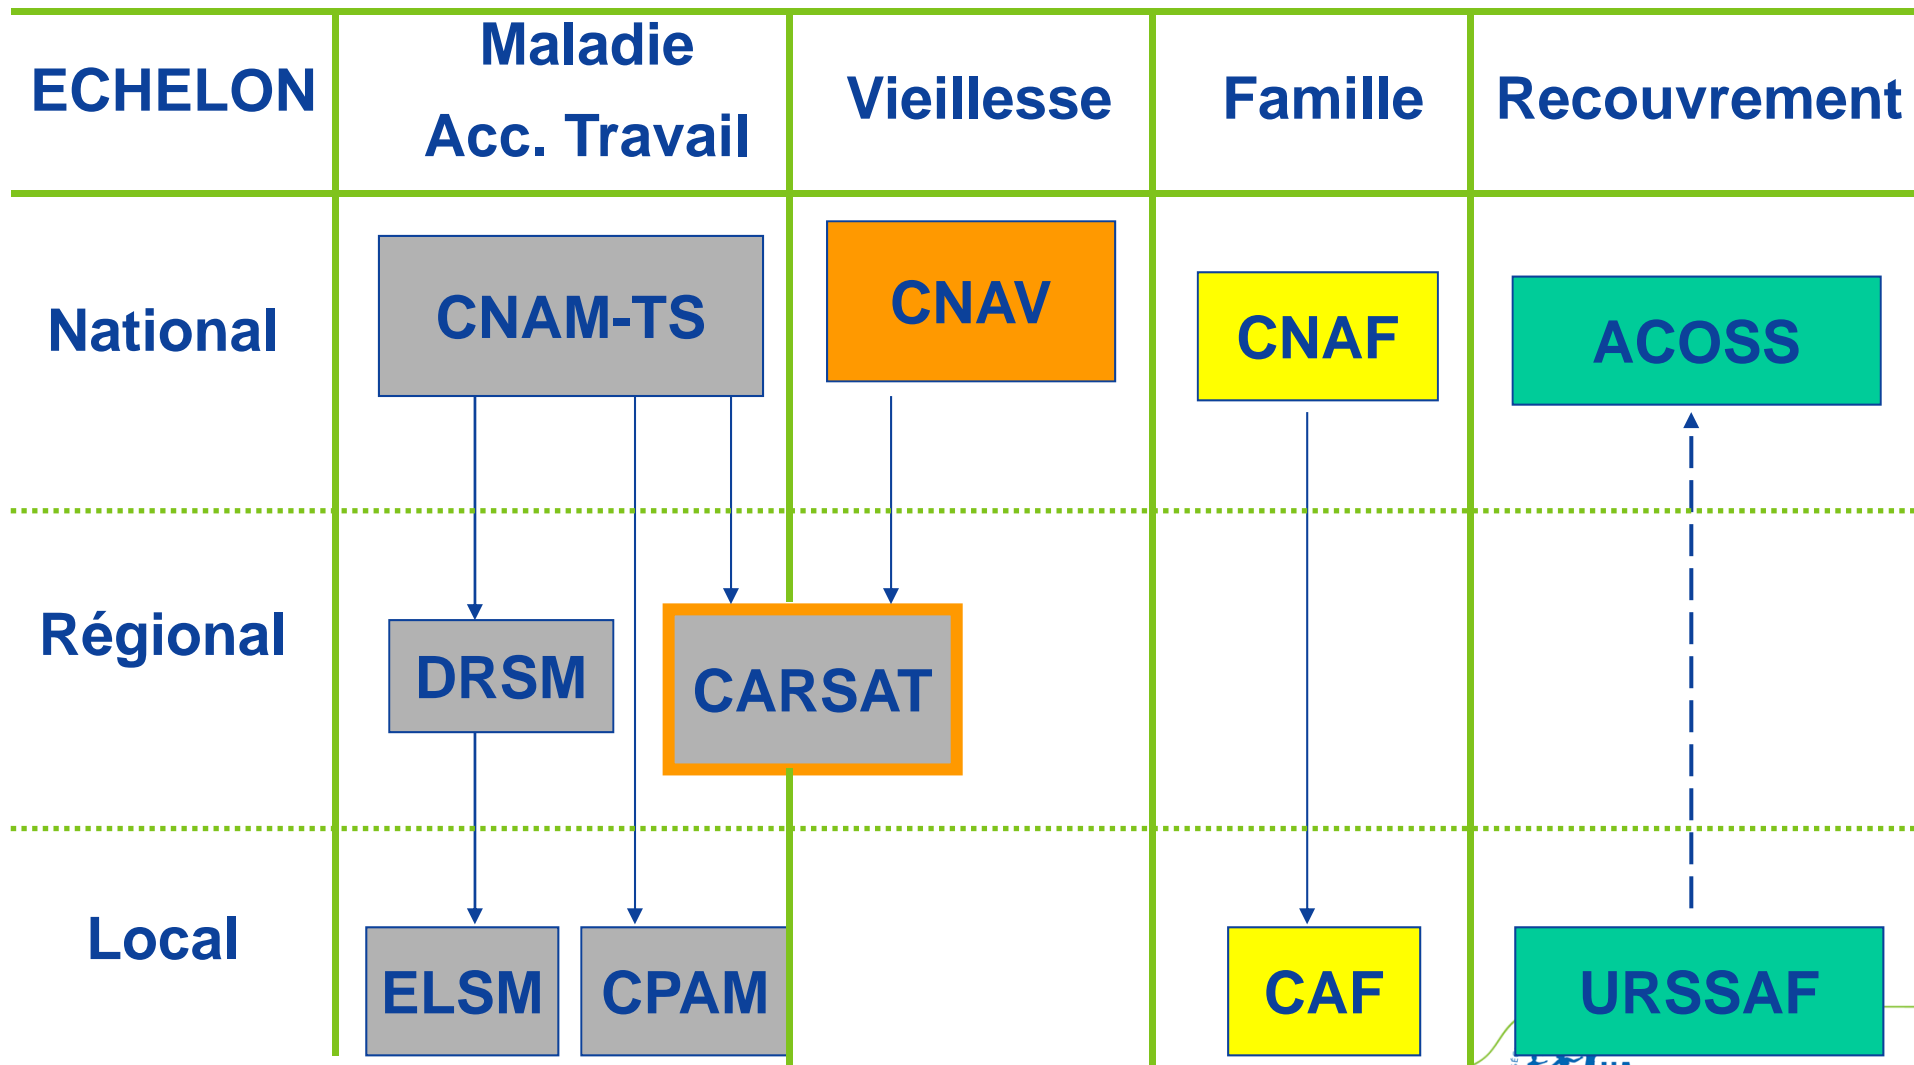 ECHELON
Maladie
Acc. Travail
Vieillesse
Famille
Recouvrement
National
CNAM-TS
CNAV
CNAF
ACOSS
Régional
DRSM
CARSAT
Local
ELSM
CPAM
CAF
URSSAF